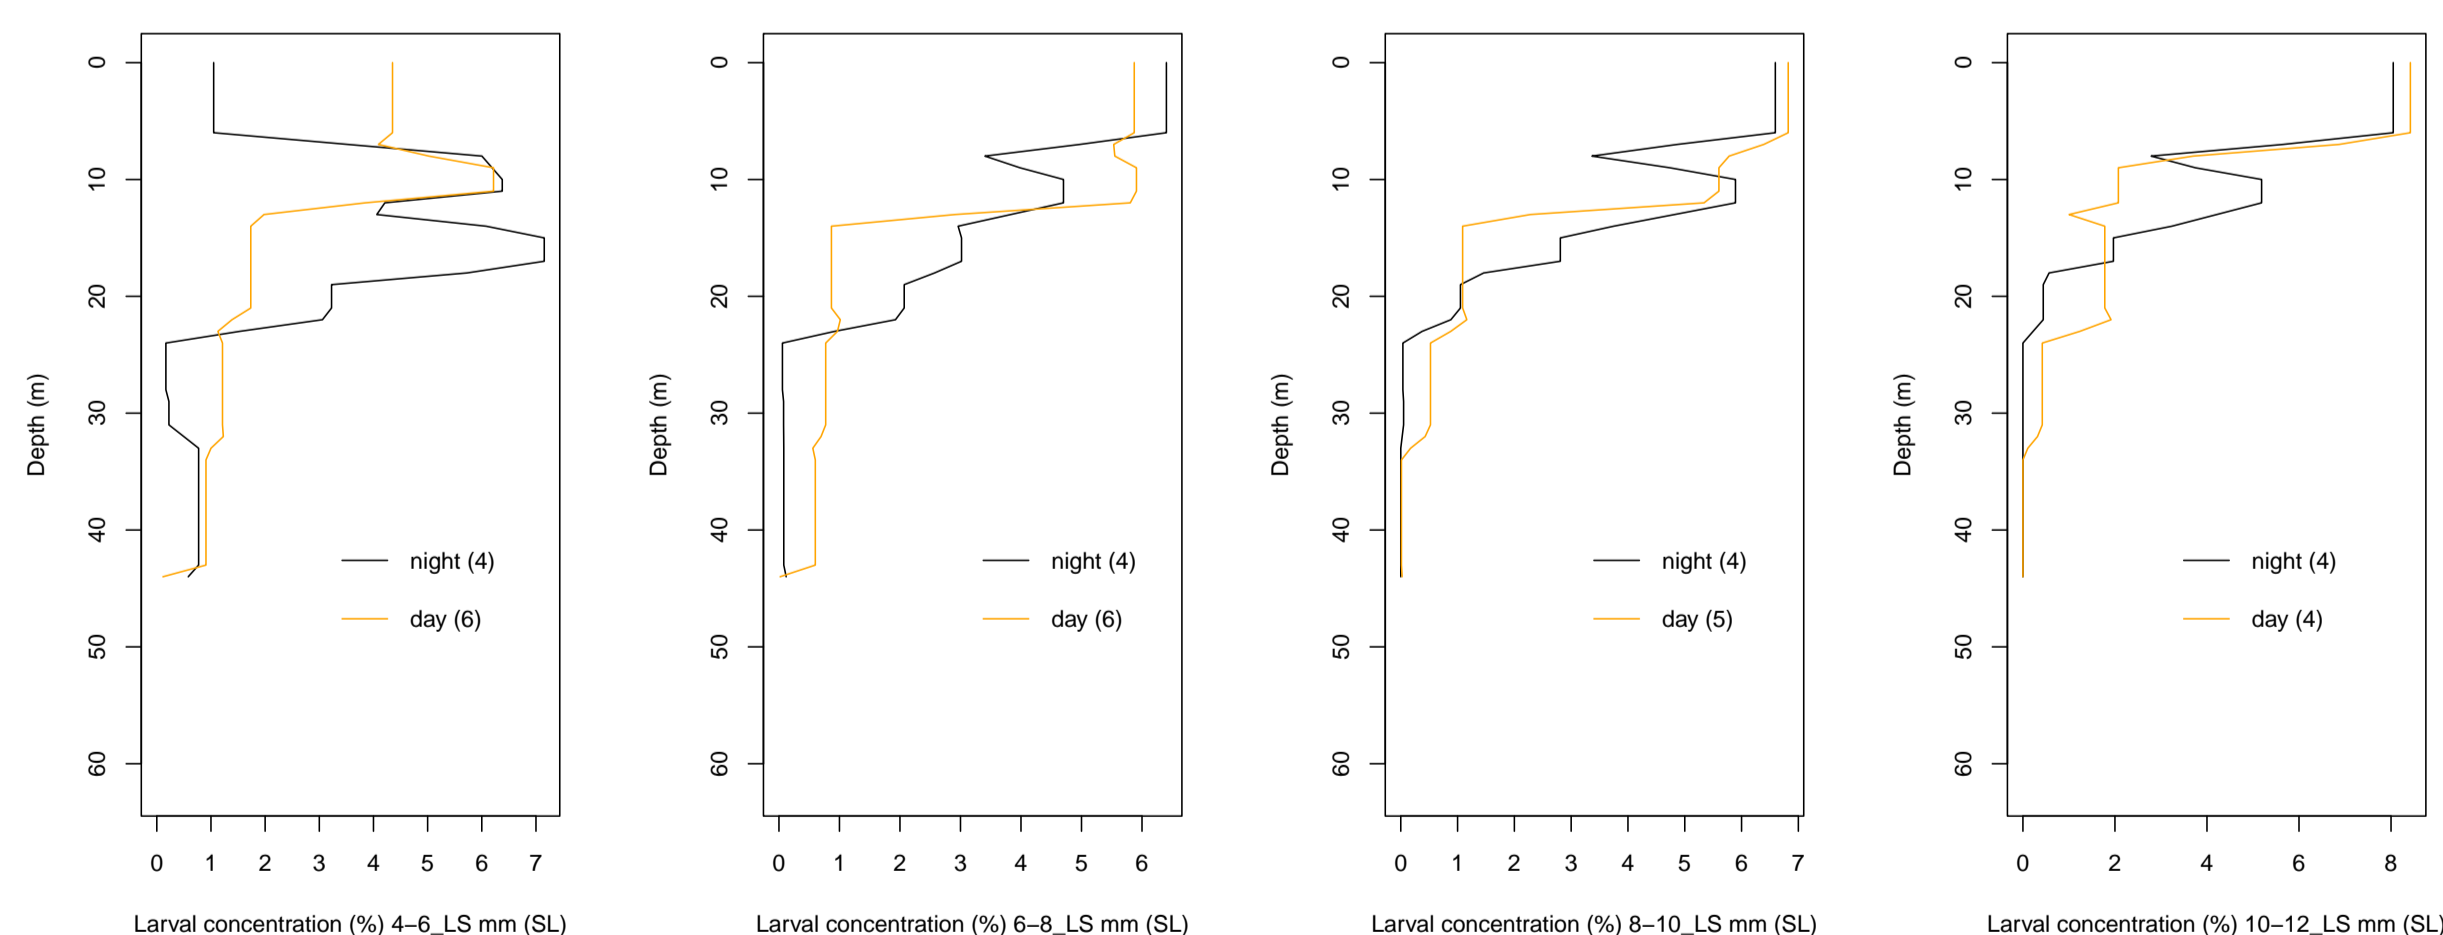 0
10
20
30
40
50
60
Depth (m)
night (4)
day (6)
0 1 2 3 4 5 6 7
Larval concentration (%) 4−6_LS mm (SL)
0
10
20
30
40
50
60
Depth (m)
night (4)
day (6)
0 1 2 3 4 5 6
Larval concentration (%) 6−8_LS mm (SL)
0
10
20
30
40
50
60
Depth (m)
night (4)
day (5)
0 1 2 3 4 5 6 7
Larval concentration (%) 8−10_LS mm (SL)
0
10
20
30
40
50
60
Depth (m)
night (4)
day (4)
0 2 4 6 8
Larval concentration (%) 10−12_LS mm (SL)